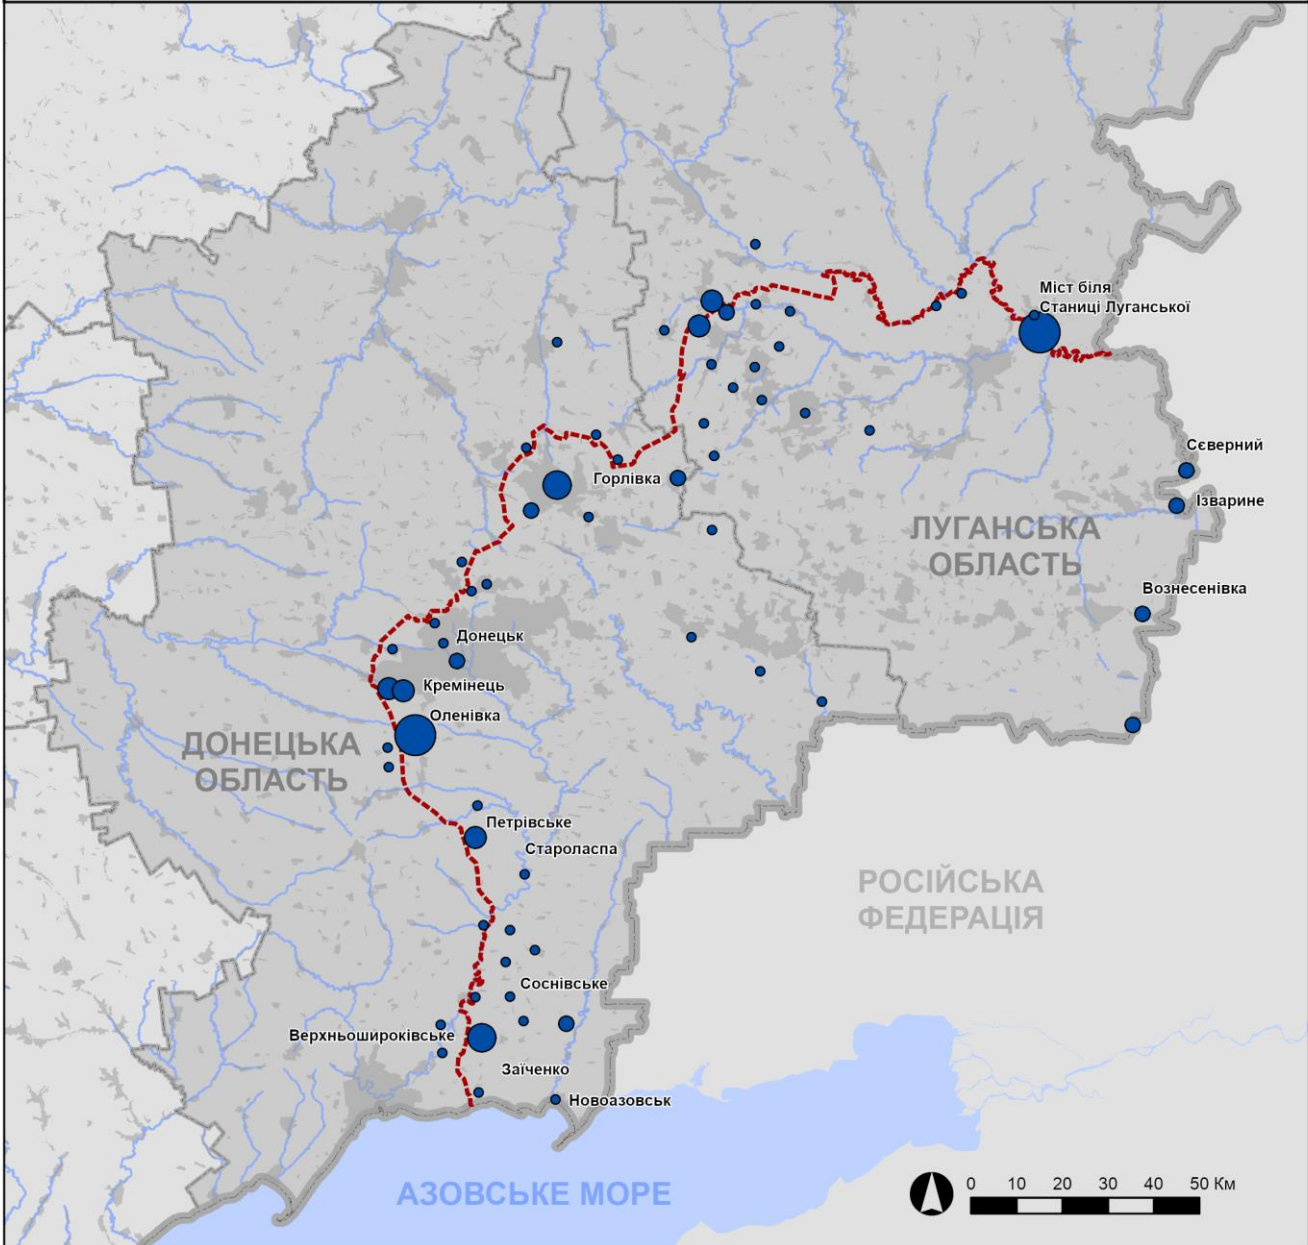 Міст біля
Станиці Луганської
Сєверний
Горлівка
Ізварине
ЛУГАНСЬКА
ОБЛАСТЬ
Вознесенівка
Донецьк
Кремінець
Оленівка
ДОНЕЦЬКА
ОБЛАСТЬ
Петрівське
Староласпа
РОСІЙСЬКА
ФЕДЕРАЦІЯ
Соснівське
Верхньошироківське
Заїченко
Новоазовськ
АЗОВСЬКЕ МОРЕ
0 10 20 30 40 50 Км